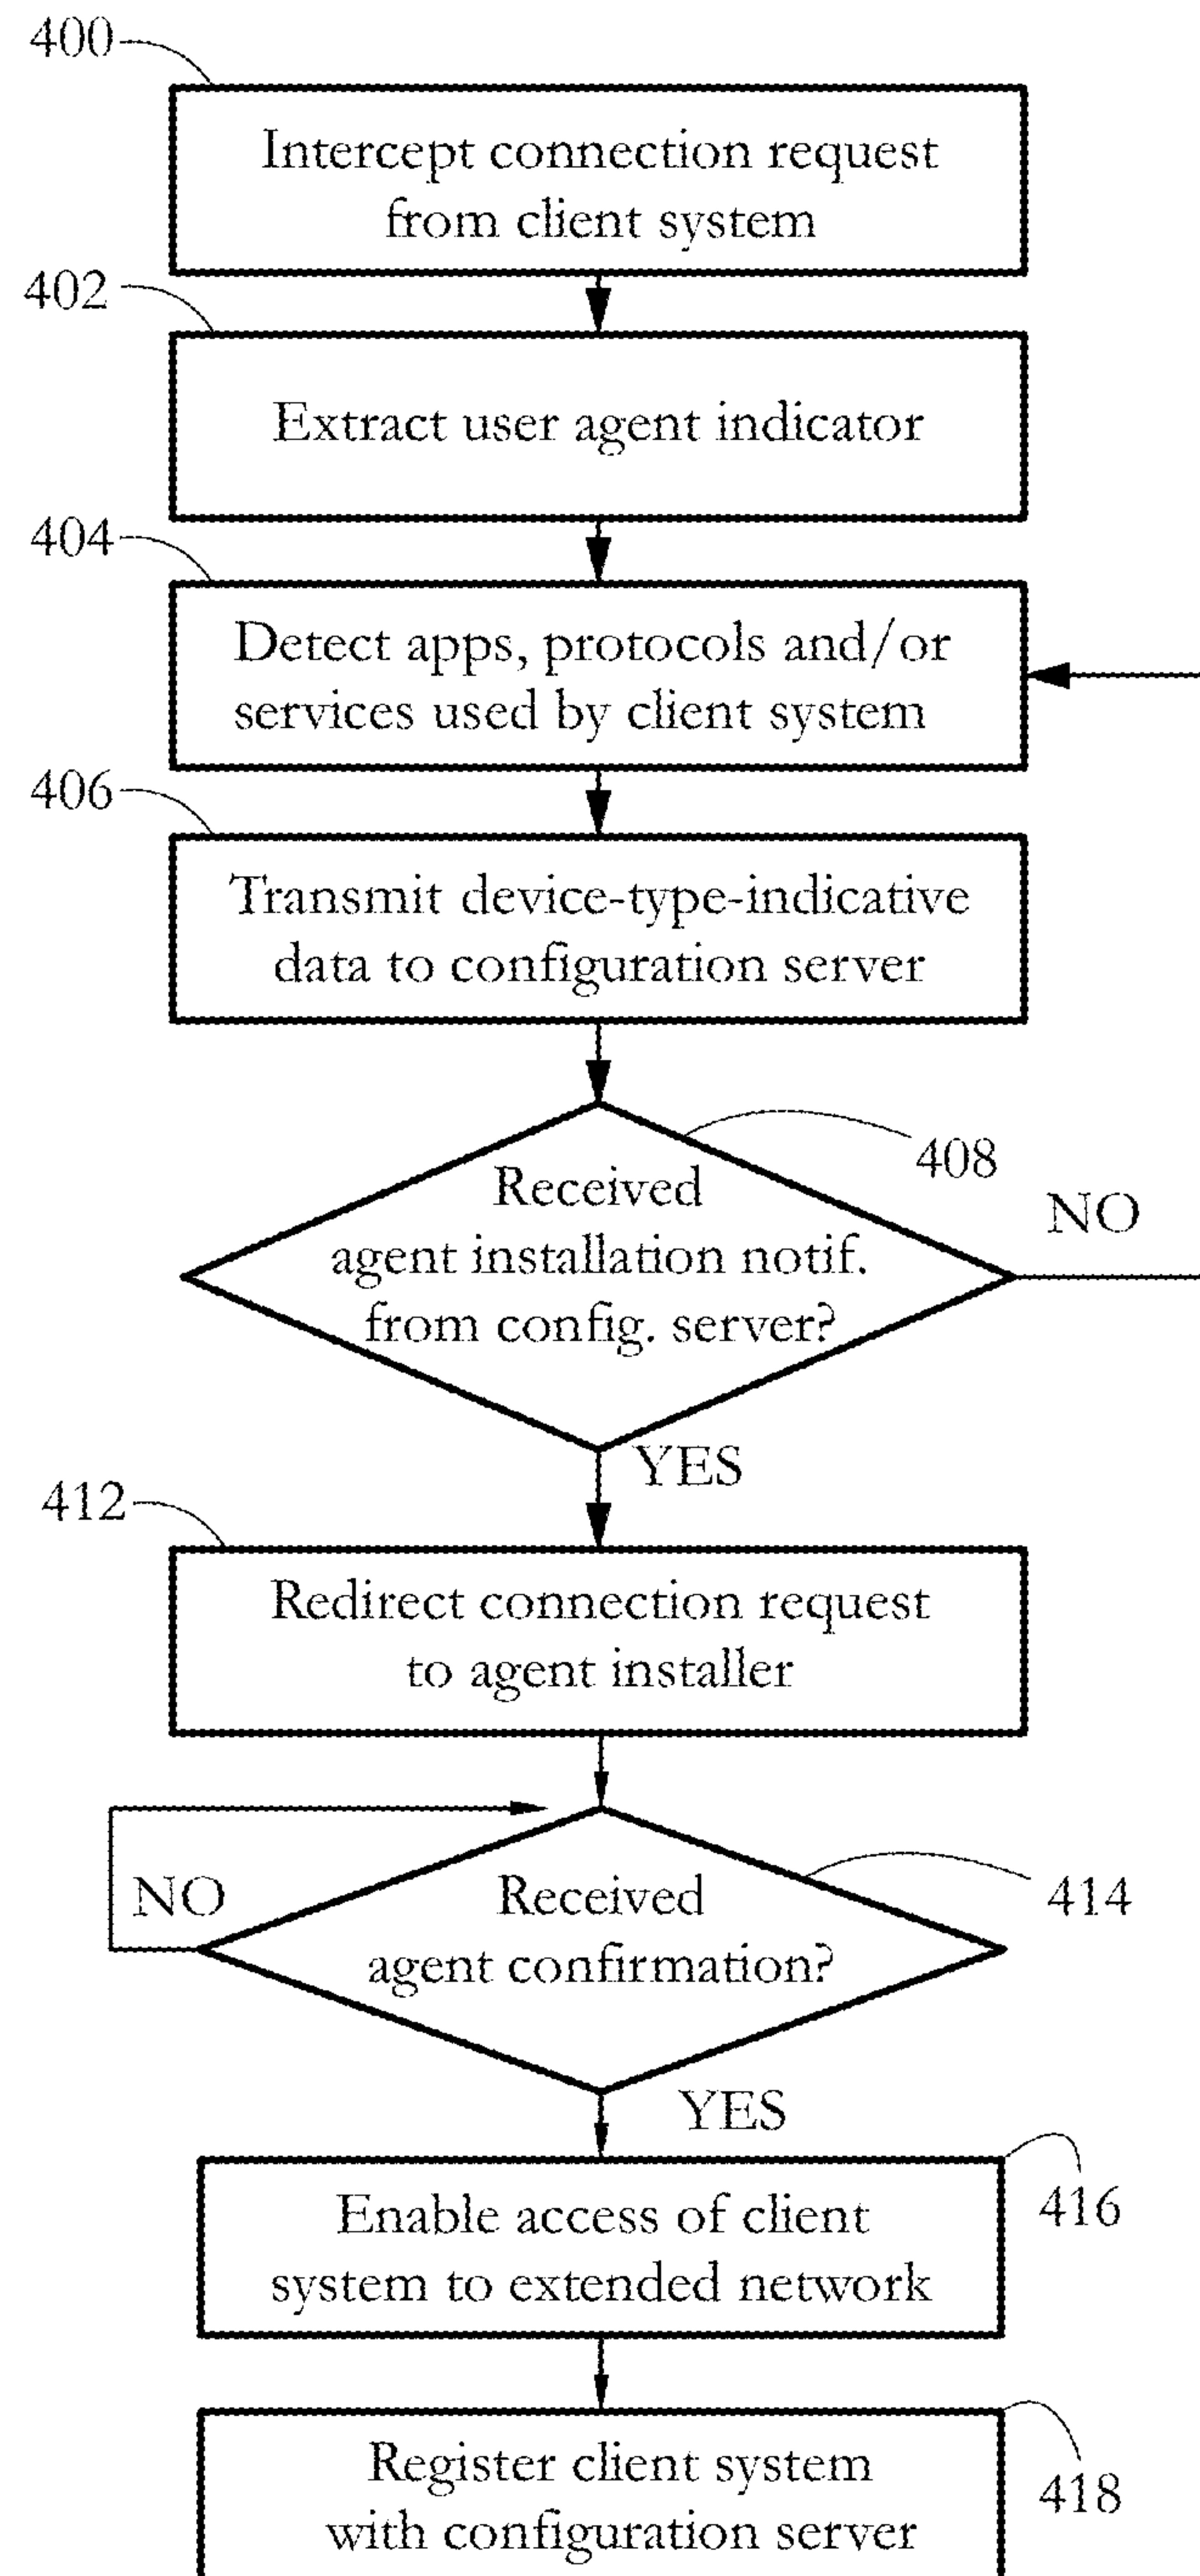 400
Intercept connection request
from client system
402
Extract user agent indicator
404
Detect apps, protocols and/or
services used by client system
406
Transmit device-type-indicative
data to configuration server
408
Received
agent installation notif.
from config. server?
NO
YES
412
Redirect connection request
to agent installer
NO
Received
agent confirmation?
414
YES
416
Enable access of client
system to extended network
418
Register client system
with configuration server